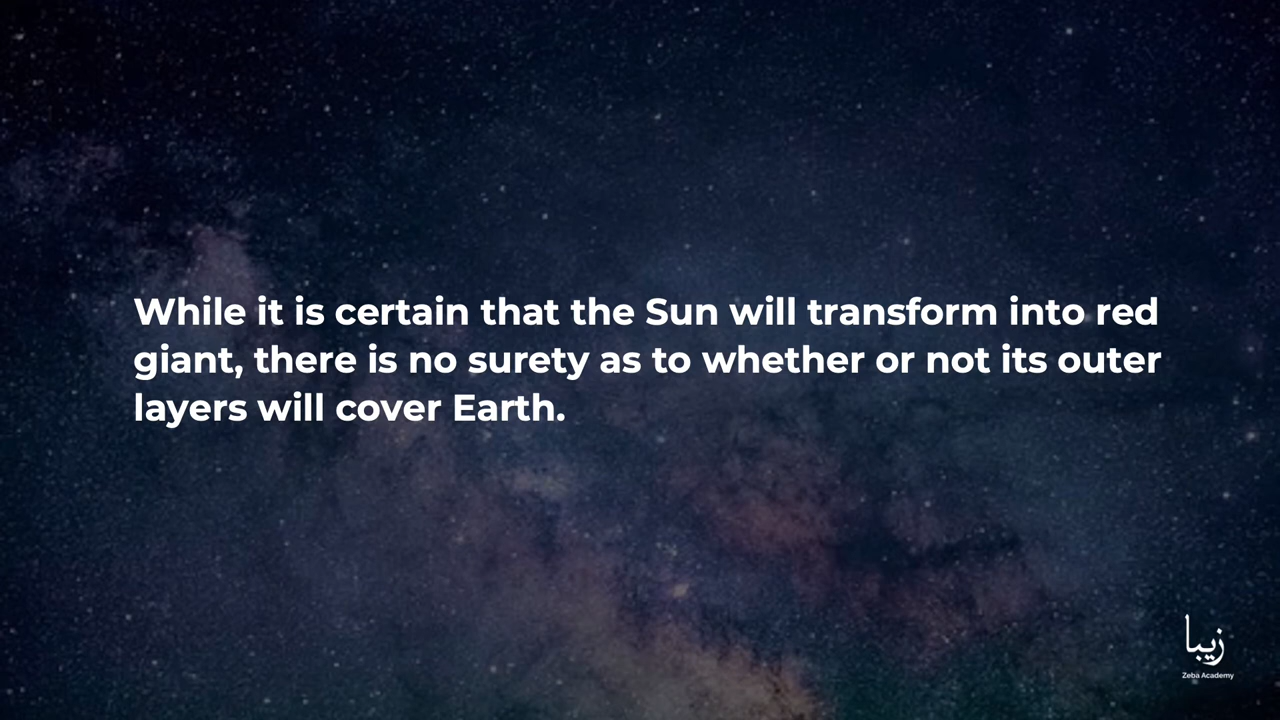 While it is certain that the Sun will transform into red
giant, there is no surety as to whether or not its outer
layers will cover Earth.
زيبا
Zeba Academy